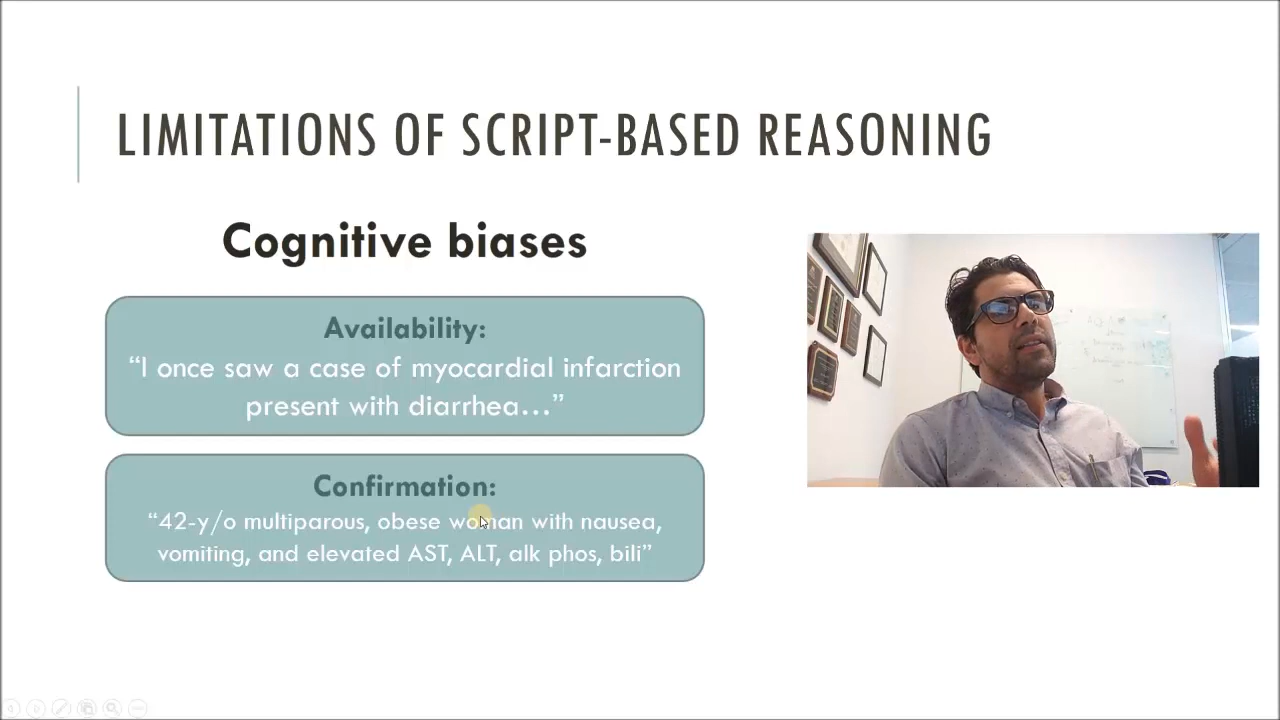 LIMITATIONS OF SCRIPT-BASED REASONING
Cognitive biases
Availability:
“I once saw a case of myocardial infarction
present with diarrhea...”
Confirmation:
“42-y/o multiparous, obese woman with nausea,
vomiting, and elevated AST, ALT, alk phos, bili”